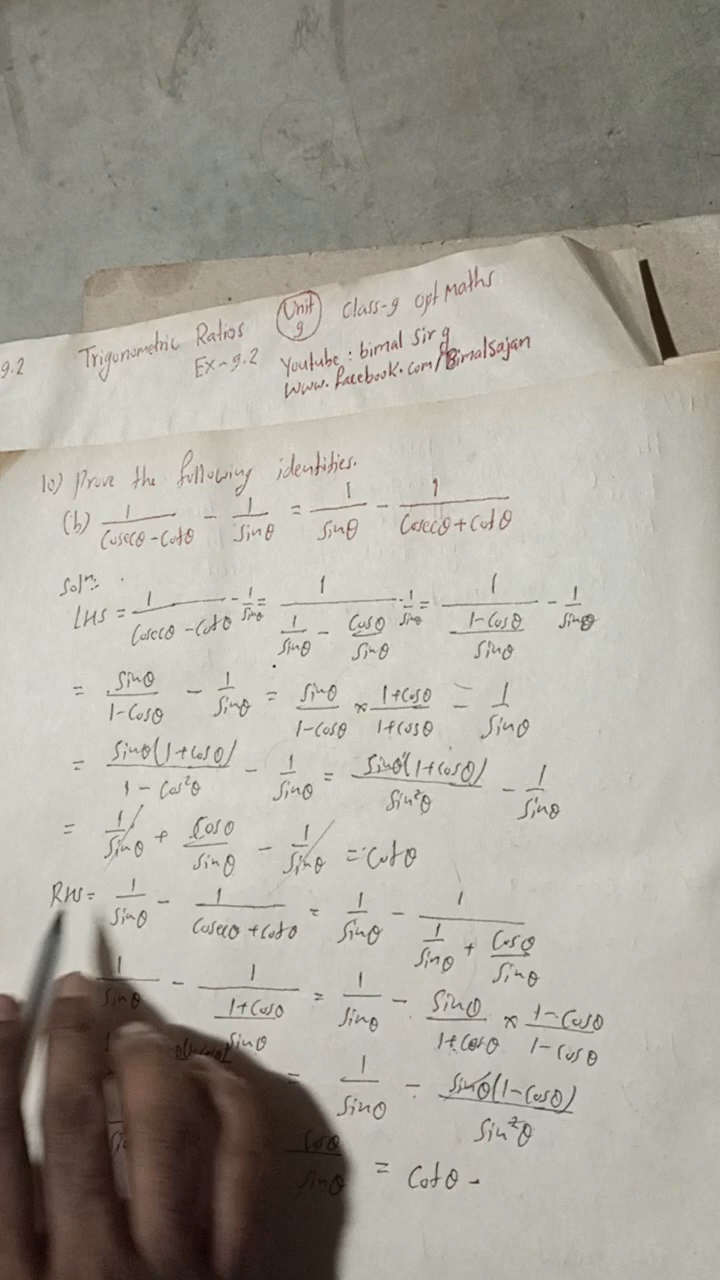 9.2 Trigonometric Ratios Unit 9 Class-9 Opt Maths
Ex-9.2 Youtube : bimal Sir g
www.facebook.com/Bimalsajan
10) Prove the following identities.
(h) 1/(Cosecθ - Cotθ) - 1/Sinθ = 1/Sinθ - 1/(Cosecθ + Cotθ)
Solⁿ:
LHS = 1/(Cosecθ - Cotθ) - 1/Sinθ = 1/(1/Sinθ - Cosθ/Sinθ) - 1/Sinθ = 1/((1-Cosθ)/Sinθ) - 1/Sinθ
= Sinθ/(1-Cosθ) - 1/Sinθ = Sinθ/(1-Cosθ) × (1+Cosθ)/(1+Cosθ) - 1/Sinθ
= Sinθ(1+Cosθ)/(1 - Cos²θ) - 1/Sinθ = Sinθ(1+Cosθ)/Sin²θ - 1/Sinθ
= 1/Sinθ + Cosθ/Sinθ - 1/Sinθ = Cotθ
RHS = 1/Sinθ - 1/(Cosecθ + Cotθ) = 1/Sinθ - 1/(1/Sinθ + Cosθ/Sinθ)
1/Sinθ - 1/((1+Cosθ)/Sinθ) = 1/Sinθ - Sinθ/(1+Cosθ) × (1-Cosθ)/(1-Cosθ)
= 1/Sinθ - Sinθ(1-Cosθ)/Sin²θ
Cosθ/Sinθ = Cotθ -